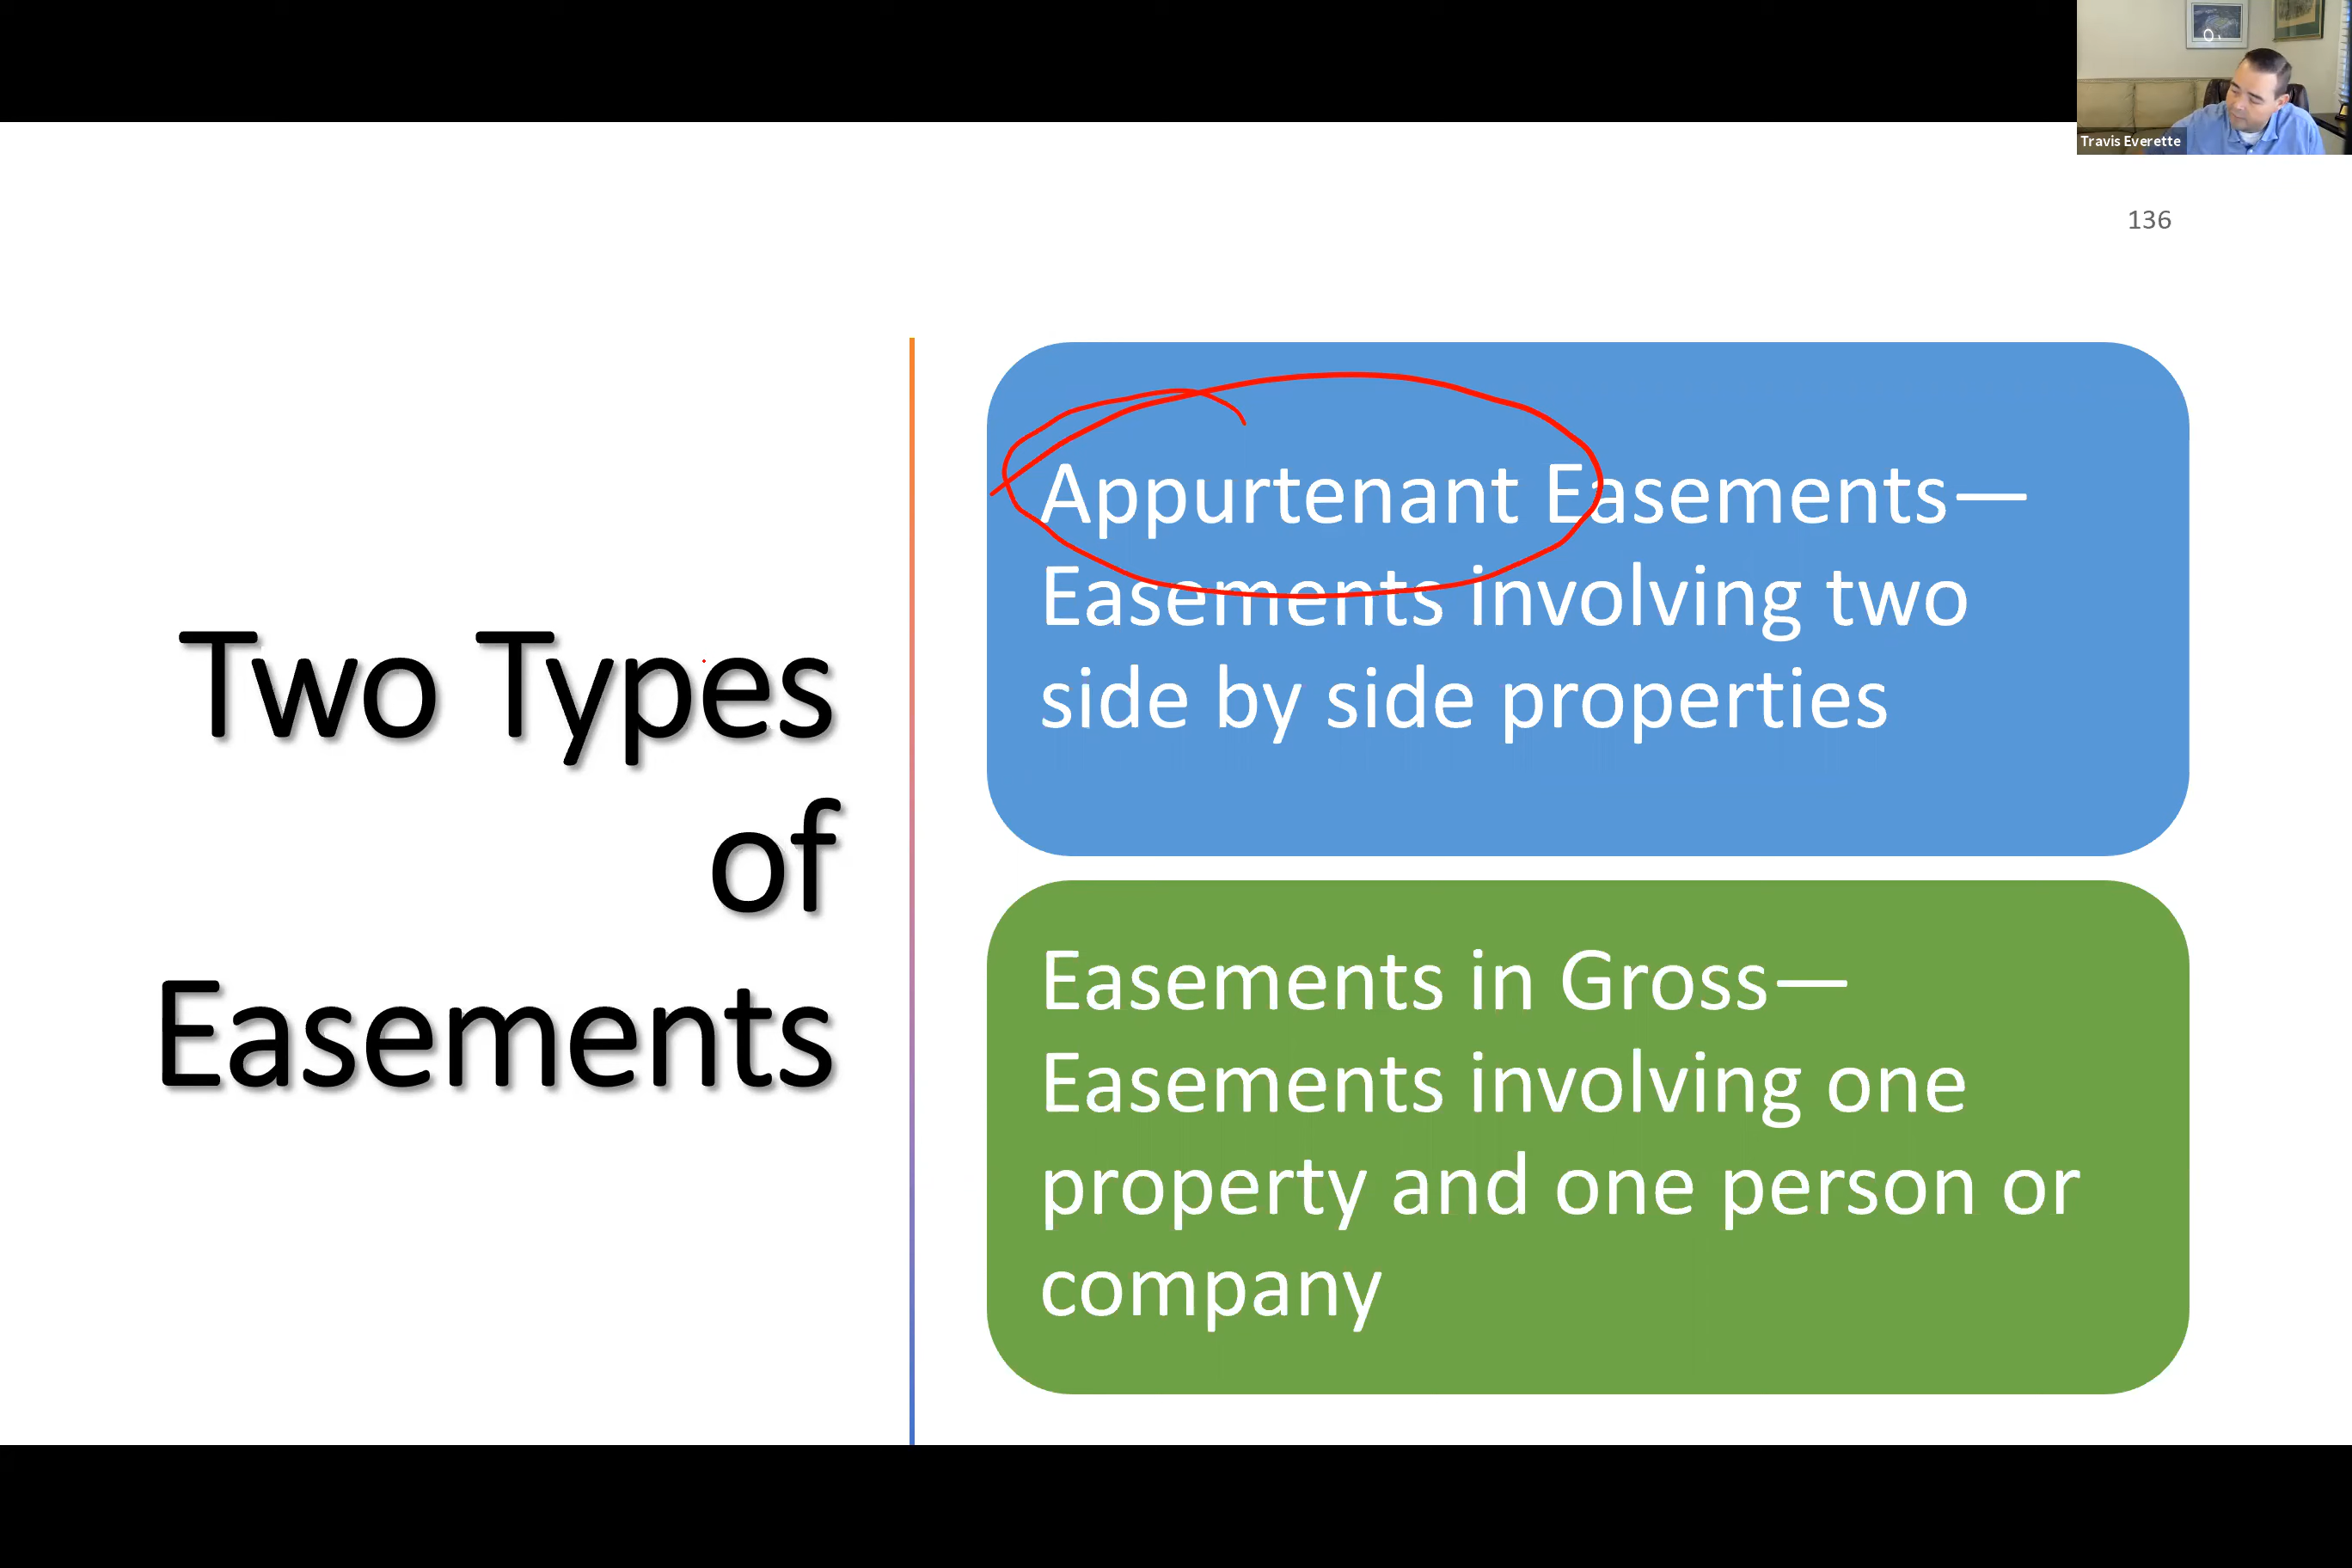 Travis Everette
136
Two Types
of
Easements
Appurtenant Easements—
Easements involving two
side by side properties
Easements in Gross—
Easements involving one
property and one person or
company